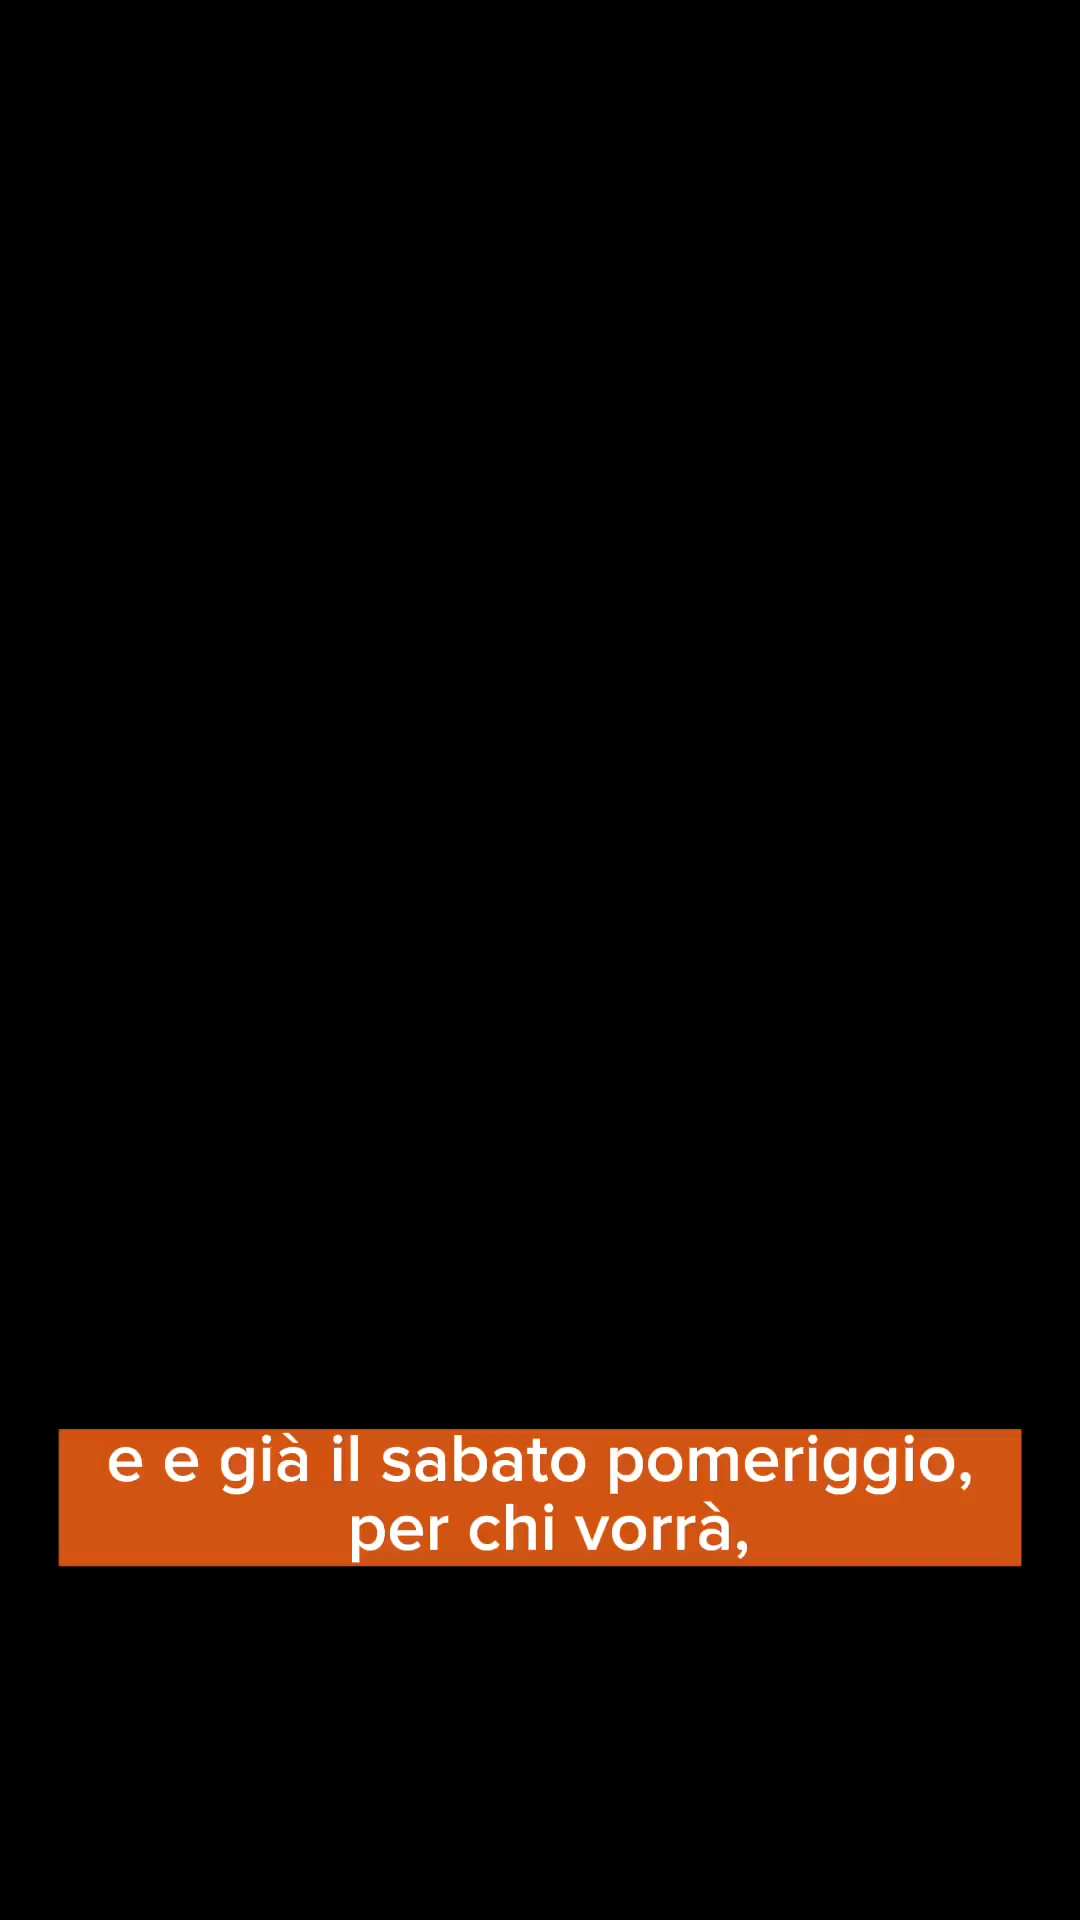 e e già il sabato pomeriggio,
per chi vorrà,